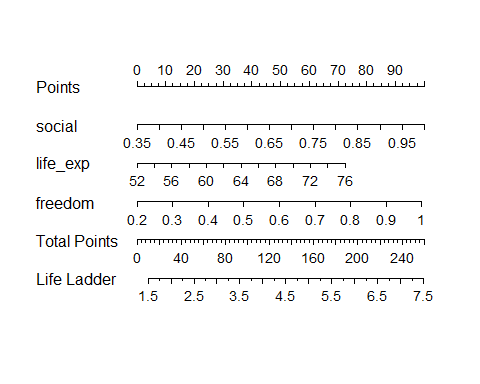 0 10 20 30 40 50 60 70 80 90
Points
social
0.35 0.45 0.55 0.65 0.75 0.85 0.95
life_exp
52 56 60 64 68 72 76
freedom
0.2 0.3 0.4 0.5 0.6 0.7 0.8 0.9 1
Total Points
0 40 80 120 160 200 240
Life Ladder
1.5 2.5 3.5 4.5 5.5 6.5 7.5